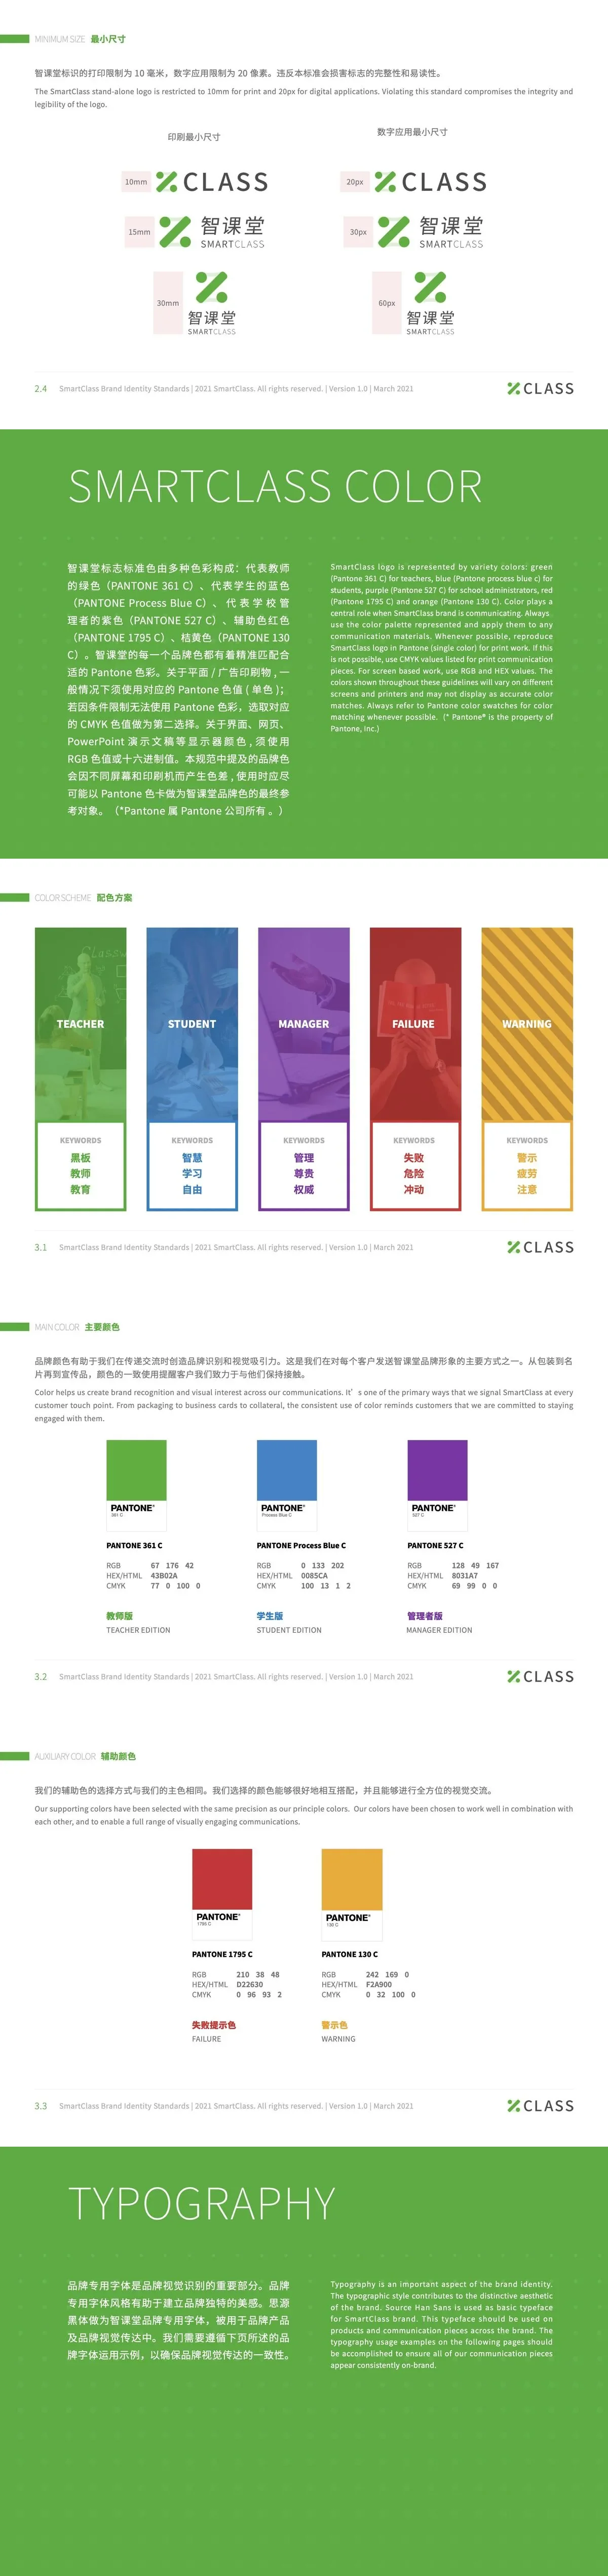 MINIMUM SIZE 最小尺寸
智课堂标识的打印限制为 10 毫米，数字应用限制为 20 像素。违反本标准会损害标志的完整性和易读性。
The SmartClass stand-alone logo is restricted to 10mm for print and 20px for digital applications. Violating this standard compromises the integrity and
legibility of the logo.
印刷最小尺寸
数字应用最小尺寸
10mm CLASS
20px CLASS
15mm 智课堂
SMARTCLASS
30px 智课堂
SMARTCLASS
30mm 智课堂
SMARTCLASS
60px 智课堂
SMARTCLASS
2.4 SmartClass Brand Identity Standards | 2021 SmartClass. All rights reserved. | Version 1.0 | March 2021 CLASS
SMARTCLASS COLOR
智课堂标志标准色由多种色彩构成：代表教师
的绿色（PANTONE 361 C）、代表学生的蓝色
（PANTONE Process Blue C）、代表学校管
理者的紫色（PANTONE 527 C）、辅助色红色
（PANTONE 1795 C）、桔黄色（PANTONE 130
C）。智课堂的每一个品牌色都有着精准匹配合
适的 Pantone 色彩。关于平面 / 广告印刷物 , 一
般情况下须使用对应的 Pantone 色值 ( 单色 );
若因条件限制无法使用 Pantone 色彩，选取对应
的 CMYK 色值做为第二选择。关于界面、网页、
PowerPoint 演示文稿等显示器颜色 , 须使用
RGB 色值或十六进制值。本规范中提及的品牌色
会因不同屏幕和印刷机而产生色差 , 使用时应尽
可能以 Pantone 色卡做为智课堂品牌色的最终参
考对象。（*Pantone 属 Pantone 公司所有 。）
SmartClass logo is represented by variety colors: green
(Pantone 361 C) for teachers, blue (Pantone process blue c) for
students, purple (Pantone 527 C) for school administrators, red
(Pantone 1795 C) and orange (Pantone 130 C). Color plays a
central role when SmartClass brand is communicating. Always
use the color palette represented and apply them to any
communication materials. Whenever possible, reproduce
SmartClass logo in Pantone (single color) for print work. If this
is not possible, use CMYK values listed for print communication
pieces. For screen based work, use RGB and HEX values. The
colors shown throughout these guidelines will vary on different
screens and printers and may not display as accurate color
matches. Always refer to Pantone color swatches for color
matching whenever possible. (* Pantone® is the property of
Pantone, Inc.)
COLOR SCHEME 配色方案
TEACHER
STUDENT
MANAGER
FAILURE
WARNING
KEYWORDS
黑板
教师
教育
KEYWORDS
智慧
学习
自由
KEYWORDS
管理
尊贵
权威
KEYWORDS
失败
危险
冲动
KEYWORDS
警示
疲劳
注意
3.1 SmartClass Brand Identity Standards | 2021 SmartClass. All rights reserved. | Version 1.0 | March 2021 CLASS
MAIN COLOR 主要颜色
品牌颜色有助于我们在传递交流时创造品牌识别和视觉吸引力。这是我们在对每个客户发送智课堂品牌形象的主要方式之一。从包装到名
片再到宣传品，颜色的一致使用提醒客户我们致力于与他们保持接触。
Color helps us create brand recognition and visual interest across our communications. It's one of the primary ways that we signal SmartClass at every
customer touch point. From packaging to business cards to collateral, the consistent use of color reminds customers that we are committed to staying
engaged with them.
PANTONE®
361 C
PANTONE®
Process Blue C
PANTONE®
527 C
PANTONE 361 C
RGB 67 176 42
HEX/HTML 43B02A
CMYK 77 0 100 0
教师版
TEACHER EDITION
PANTONE Process Blue C
RGB 0 133 202
HEX/HTML 0085CA
CMYK 100 13 1 2
学生版
STUDENT EDITION
PANTONE 527 C
RGB 128 49 167
HEX/HTML 8031A7
CMYK 69 99 0 0
管理者版
MANAGER EDITION
3.2 SmartClass Brand Identity Standards | 2021 SmartClass. All rights reserved. | Version 1.0 | March 2021 CLASS
AUXILIARY COLOR 辅助颜色
我们的辅助色的选择方式与我们的主色相同。我们选择的颜色能够很好地相互搭配，并且能够进行全方位的视觉交流。
Our supporting colors have been selected with the same precision as our principle colors. Our colors have been chosen to work well in combination with
each other, and to enable a full range of visually engaging communications.
PANTONE®
1795 C
PANTONE®
130 C
PANTONE 1795 C
RGB 210 38 48
HEX/HTML D22630
CMYK 0 96 93 2
失败提示色
FAILURE
PANTONE 130 C
RGB 242 169 0
HEX/HTML F2A900
CMYK 0 32 100 0
警示色
WARNING
3.3 SmartClass Brand Identity Standards | 2021 SmartClass. All rights reserved. | Version 1.0 | March 2021 CLASS
TYPOGRAPHY
品牌专用字体是品牌视觉识别的重要部分。品牌
专用字体风格有助于建立品牌独特的美感。思源
黑体做为智课堂品牌专用字体，被用于品牌产品
及品牌视觉传达中。我们需要遵循下页所述的品
牌字体运用示例，以确保品牌视觉传达的一致性。
Typography is an important aspect of the brand identity.
The typographic style contributes to the distinctive aesthetic
of the brand. Source Han Sans is used as basic typeface
for SmartClass brand. This typeface should be used on
products and communication pieces across the brand. The
typography usage examples on the following pages should
be accomplished to ensure all of our communication pieces
appear consistently on-brand.